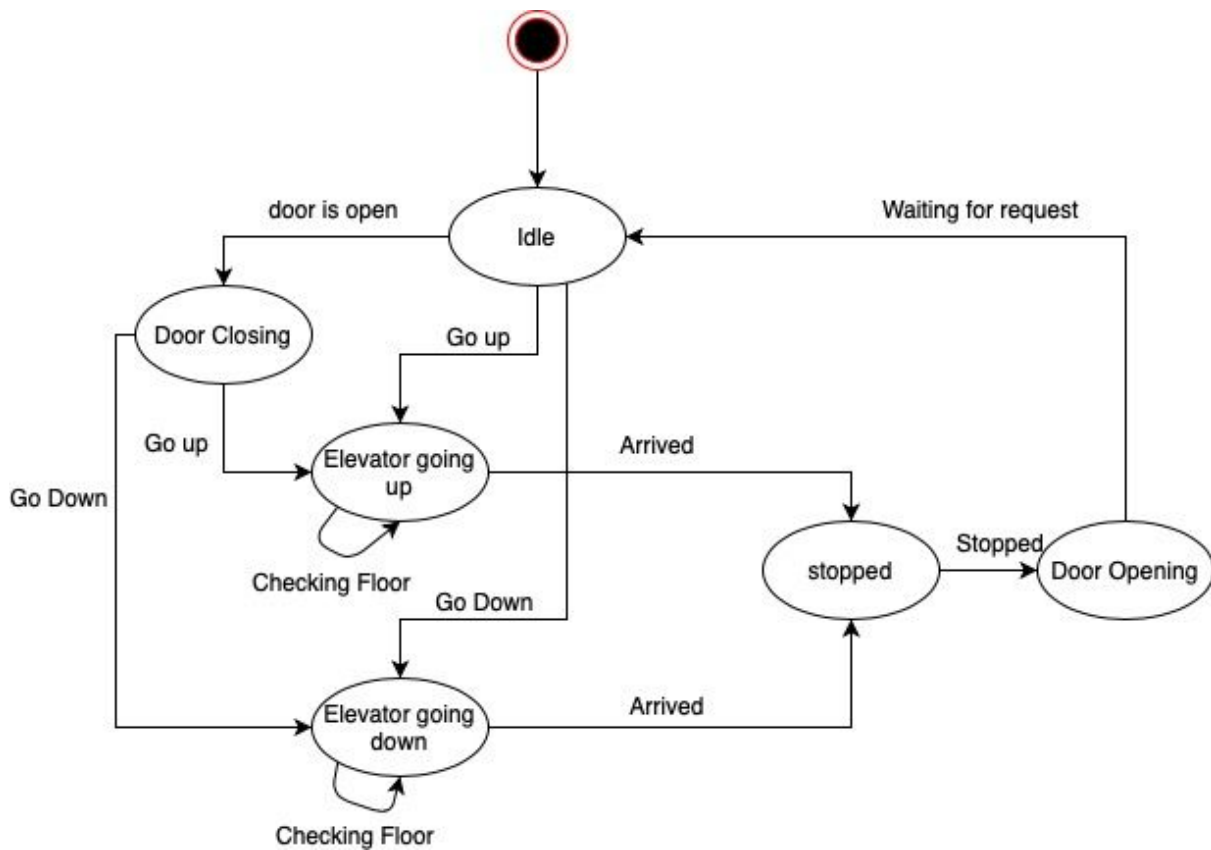 door is open
Waiting for request
Idle
Door Closing
Go up
Go up
Arrived
Elevator going
up
Go Down
Stopped
stopped
Door Opening
Checking Floor
Go Down
Elevator going
down
Arrived
Checking Floor